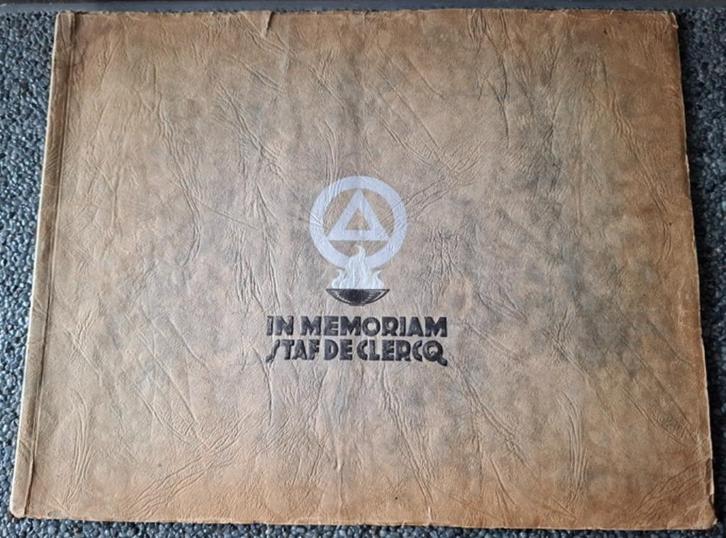 IN MEMORIAM
STAF DE CLERCQ